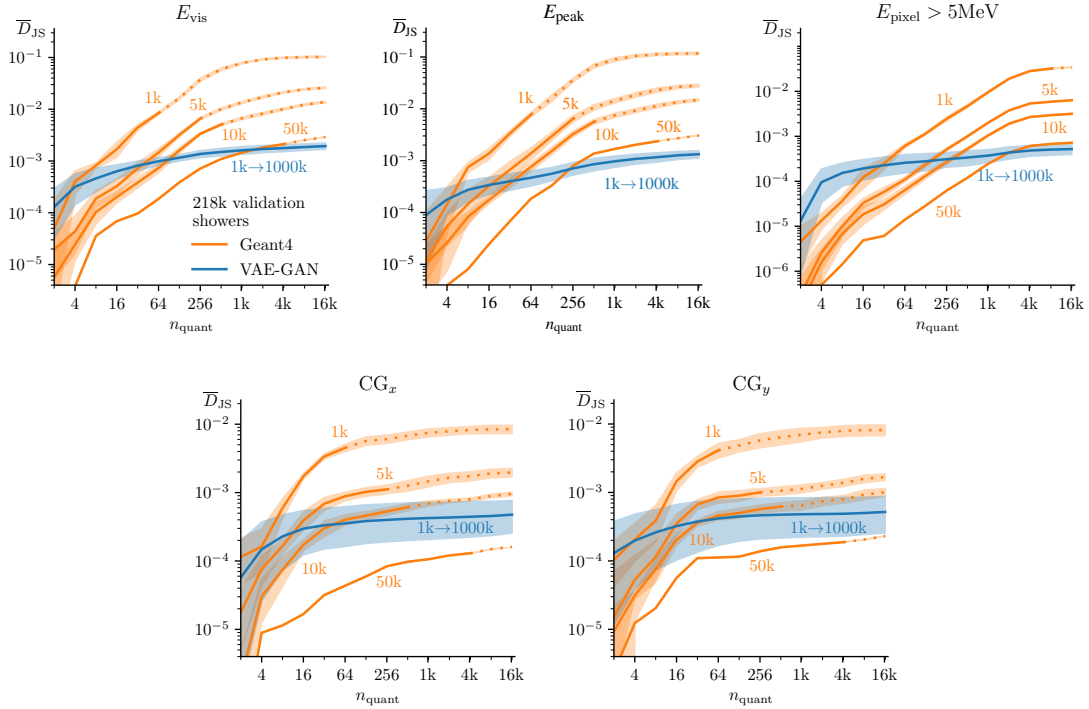 E_vis
D̅_JS
10⁻¹
10⁻²
10⁻³
10⁻⁴
10⁻⁵
1k
5k
10k
50k
1k→1000k
218k validation
showers
Geant4
VAE-GAN
4 16 64 256 1k 4k 16k
n_quant
E_peak
D̅_JS
10⁻¹
10⁻²
10⁻³
10⁻⁴
10⁻⁵
1k
5k
10k
50k
1k→1000k
4 16 64 256 1k 4k 16k
n_quant
E_pixel > 5MeV
D̅_JS
10⁻¹
10⁻²
10⁻³
10⁻⁴
10⁻⁵
10⁻⁶
1k
5k
10k
1k→1000k
50k
4 16 64 256 1k 4k 16k
n_quant
CG_x
D̅_JS
10⁻²
10⁻³
10⁻⁴
10⁻⁵
1k
5k
1k→1000k
10k
50k
4 16 64 256 1k 4k 16k
n_quant
CG_y
D̅_JS
10⁻²
10⁻³
10⁻⁴
10⁻⁵
1k
5k
1k→1000k
10k
50k
4 16 64 256 1k 4k 16k
n_quant